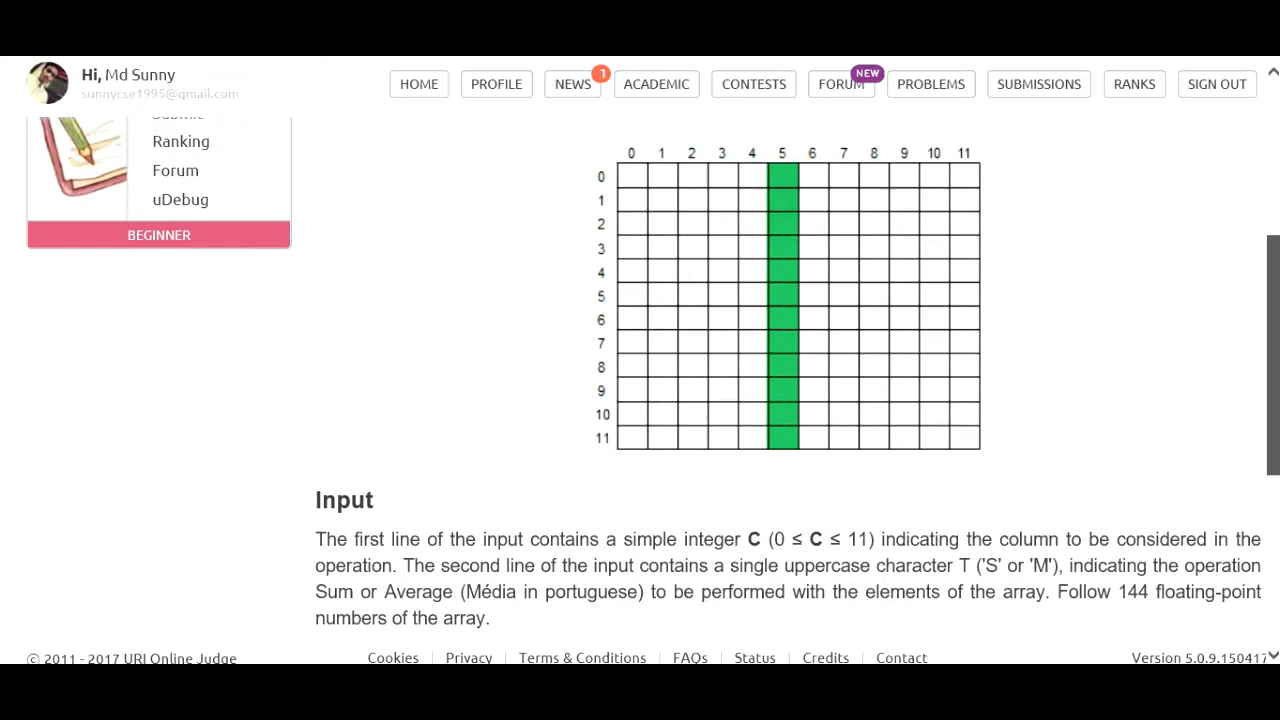 Hi, Md Sunny
sunnycse1995@gmail.com
HOME
PROFILE
NEWS
1
ACADEMIC
CONTESTS
FORUM
NEW
PROBLEMS
SUBMISSIONS
RANKS
SIGN OUT
Submit
Ranking
Forum
uDebug
BEGINNER
0 1 2 3 4 5 6 7 8 9 10 11
0
1
2
3
4
5
6
7
8
9
10
11
Input
The first line of the input contains a simple integer C (0 ≤ C ≤ 11) indicating the column to be considered in the
operation. The second line of the input contains a single uppercase character T ('S' or 'M'), indicating the operation
Sum or Average (Média in portuguese) to be performed with the elements of the array. Follow 144 floating-point
numbers of the array.
© 2011 - 2017 URI Online Judge
Cookies
Privacy
Terms & Conditions
FAQs
Status
Credits
Contact
Version 5.0.9.150417